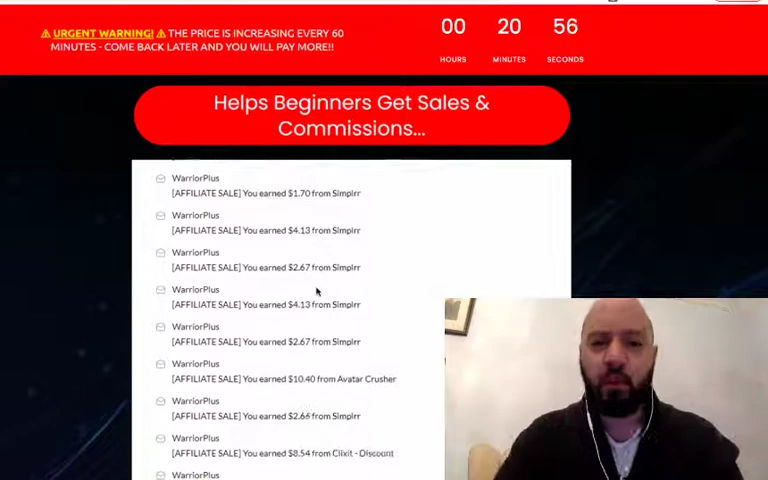 ⚠ URGENT WARNING! ⚠ THE PRICE IS INCREASING EVERY 60
MINUTES - COME BACK LATER AND YOU WILL PAY MORE!!
00 20 56
HOURS MINUTES SECONDS
Helps Beginners Get Sales &
Commissions...
WarriorPlus
[AFFILIATE SALE] You earned $1.70 from Simplrr
WarriorPlus
[AFFILIATE SALE] You earned $4.13 from Simplrr
WarriorPlus
[AFFILIATE SALE] You earned $2.67 from Simplrr
WarriorPlus
[AFFILIATE SALE] You earned $4.13 from Simplrr
WarriorPlus
[AFFILIATE SALE] You earned $2.67 from Simplrr
WarriorPlus
[AFFILIATE SALE] You earned $10.40 from Avatar Crusher
WarriorPlus
[AFFILIATE SALE] You earned $2.66 from Simplrr
WarriorPlus
[AFFILIATE SALE] You earned $8.54 from Clixit - Discount
WarriorPlus